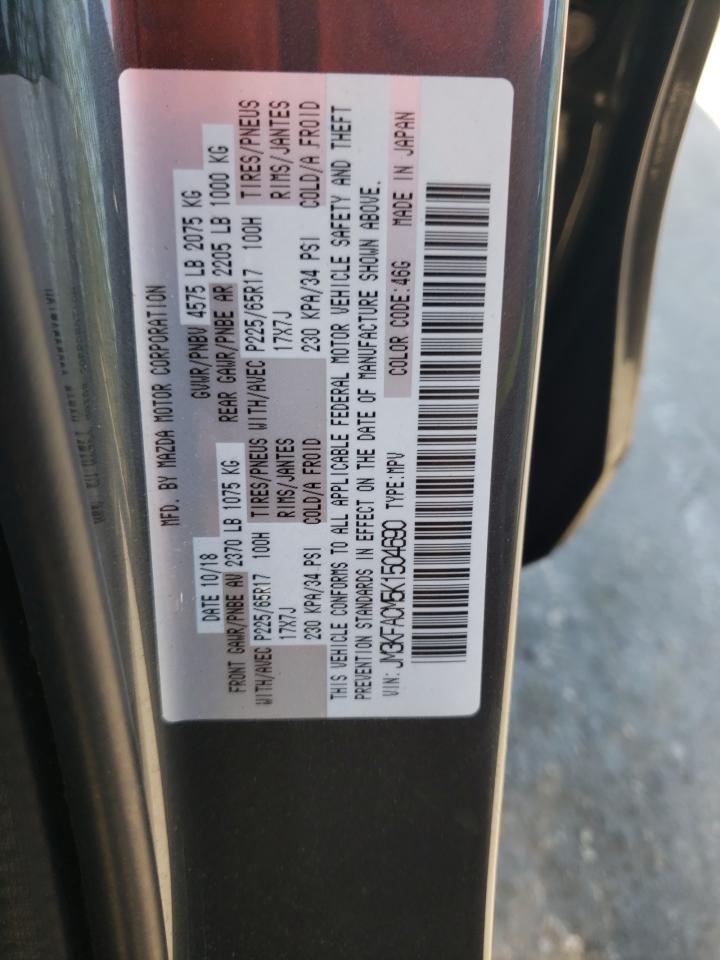 MFD. BY MAZDA MOTOR CORPORATION
DATE 10/18 GVWR/PNBV 4575 LB 2075 KG
FRONT GAWR/PNBE AV 2370 LB 1075 KG REAR GAWR/PNBE AR 2205 LB 1000 KG
WITH/AVEC P225/65R17 100H TIRES/PNEUS WITH/AVEC P225/65R17 100H TIRES/PNEUS
17X7J RIMS/JANTES 17X7J RIMS/JANTES
230 KPA/34 PSI COLD/A FROID 230 KPA/34 PSI COLD/A FROID
THIS VEHICLE CONFORMS TO ALL APPLICABLE FEDERAL MOTOR VEHICLE SAFETY AND THEFT
PREVENTION STANDARDS IN EFFECT ON THE DATE OF MANUFACTURE SHOWN ABOVE.
VIN: JM3KFACM5K1504690 TYPE:MPV COLOR CODE:46G MADE IN JAPAN